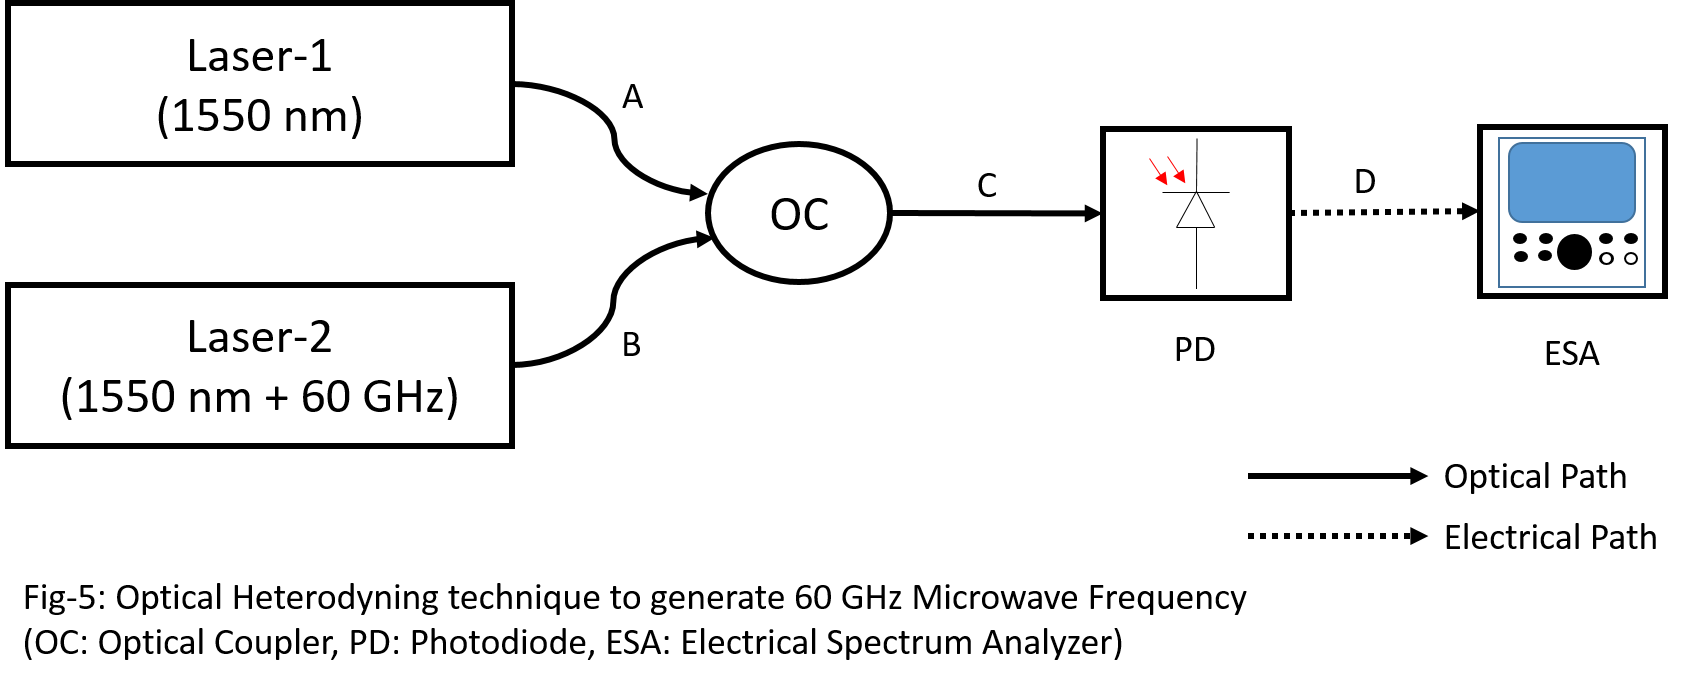 Laser-1
(1550 nm)
A
OC
C
D
Laser-2
(1550 nm + 60 GHz)
B
PD
ESA
Optical Path
Electrical Path
Fig-5: Optical Heterodyning technique to generate 60 GHz Microwave Frequency
(OC: Optical Coupler, PD: Photodiode, ESA: Electrical Spectrum Analyzer)